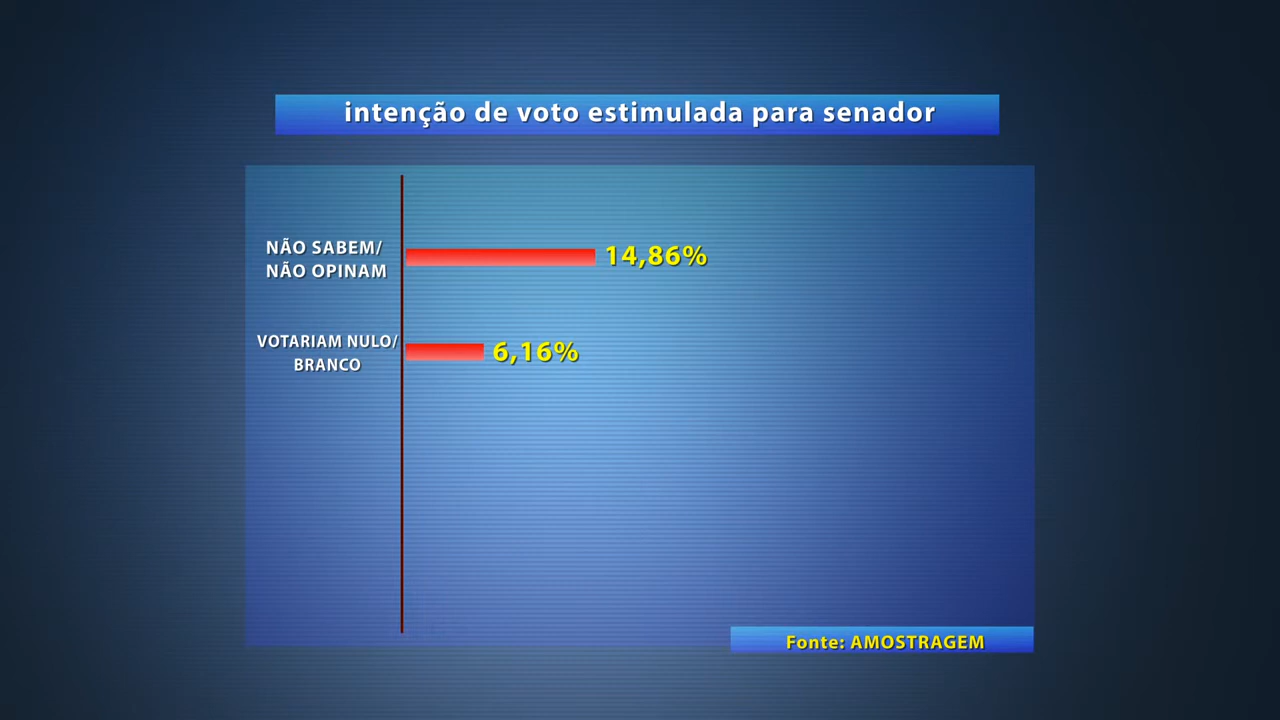 intenção de voto estimulada para senador
NÃO SABEM/
NÃO OPINAM
14,86%
VOTARIAM NULO/
BRANCO
6,16%
Fonte: AMOSTRAGEM